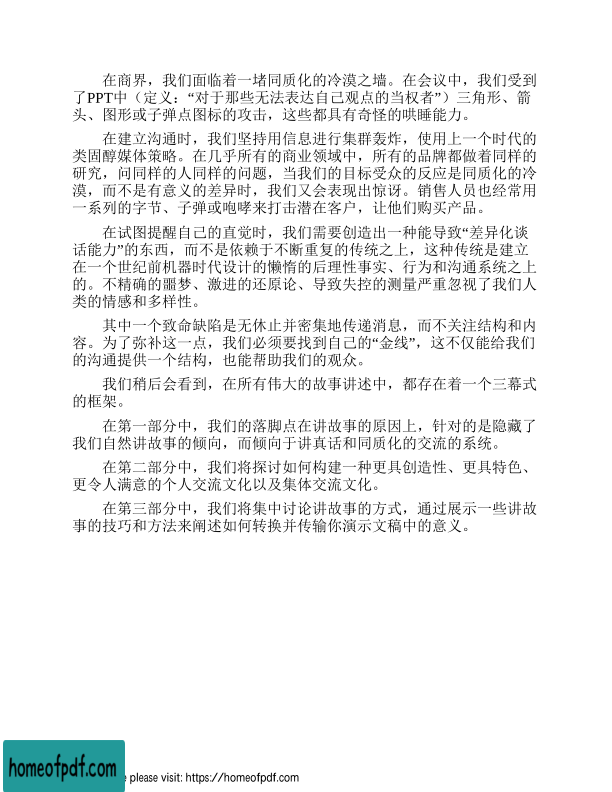 在商界，我们面临着一堵同质化的冷漠之墙。在会议中，我们受到
了PPT中（定义：“对于那些无法表达自己观点的当权者”）三角形、箭
头、图形或子弹点图标的攻击，这些都具有奇怪的哄睡能力。
在建立沟通时，我们坚持用信息进行集群轰炸，使用上一个时代的
类固醇媒体策略。在几乎所有的商业领域中，所有的品牌都做着同样的
研究，问同样的人同样的问题，当我们的目标受众的反应是同质化的冷
漠，而不是有意义的差异时，我们又会表现出惊讶。销售人员也经常用
一系列的字节、子弹或咆哮来打击潜在客户，让他们购买产品。
在试图提醒自己的直觉时，我们需要创造出一种能导致“差异化谈
话能力”的东西，而不是依赖于不断重复的传统之上，这种传统是建立
在一个世纪前机器时代设计的懒惰的后理性事实、行为和沟通系统之上
的。不精确的噩梦、激进的还原论、导致失控的测量严重忽视了我们人
类的情感和多样性。
其中一个致命缺陷是无休止并密集地传递消息，而不关注结构和内
容。为了弥补这一点，我们必须要找到自己的“金线”，这不仅能给我们
的沟通提供一个结构，也能帮助我们的观众。
我们稍后会看到，在所有伟大的故事讲述中，都存在着一个三幕式
的框架。
在第一部分中，我们的落脚点在讲故事的原因上，针对的是隐藏了
我们自然讲故事的倾向，而倾向于讲真话和同质化的交流的系统。
在第二部分中，我们将探讨如何构建一种更具创造性、更具特色、
更令人满意的个人交流文化以及集体交流文化。
在第三部分中，我们将集中讨论讲故事的方式，通过展示一些讲故
事的技巧和方法来阐述如何转换并传输你演示文稿中的意义。
homeofpdf.com
e please visit: https://homeofpdf.com